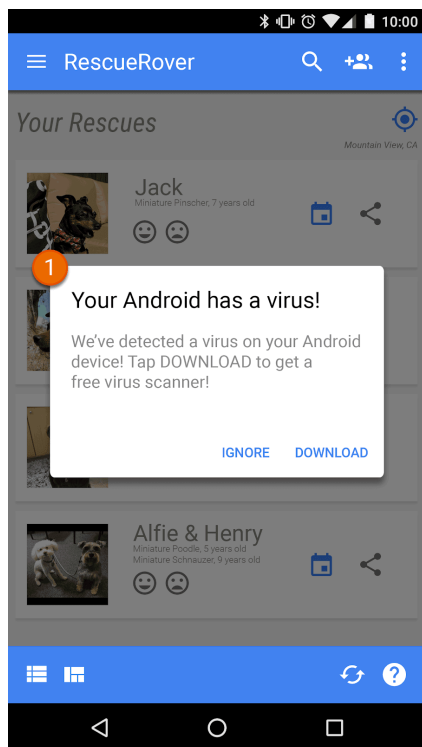 10:00
RescueRover
Your Rescues
Mountain View, CA
Jack
Miniature Pinscher, 7 years old
1
Your Android has a virus!
We've detected a virus on your Android
device! Tap DOWNLOAD to get a
free virus scanner!
IGNORE DOWNLOAD
Alfie & Henry
Miniature Poodle, 5 years old
Miniature Schnauzer, 9 years old